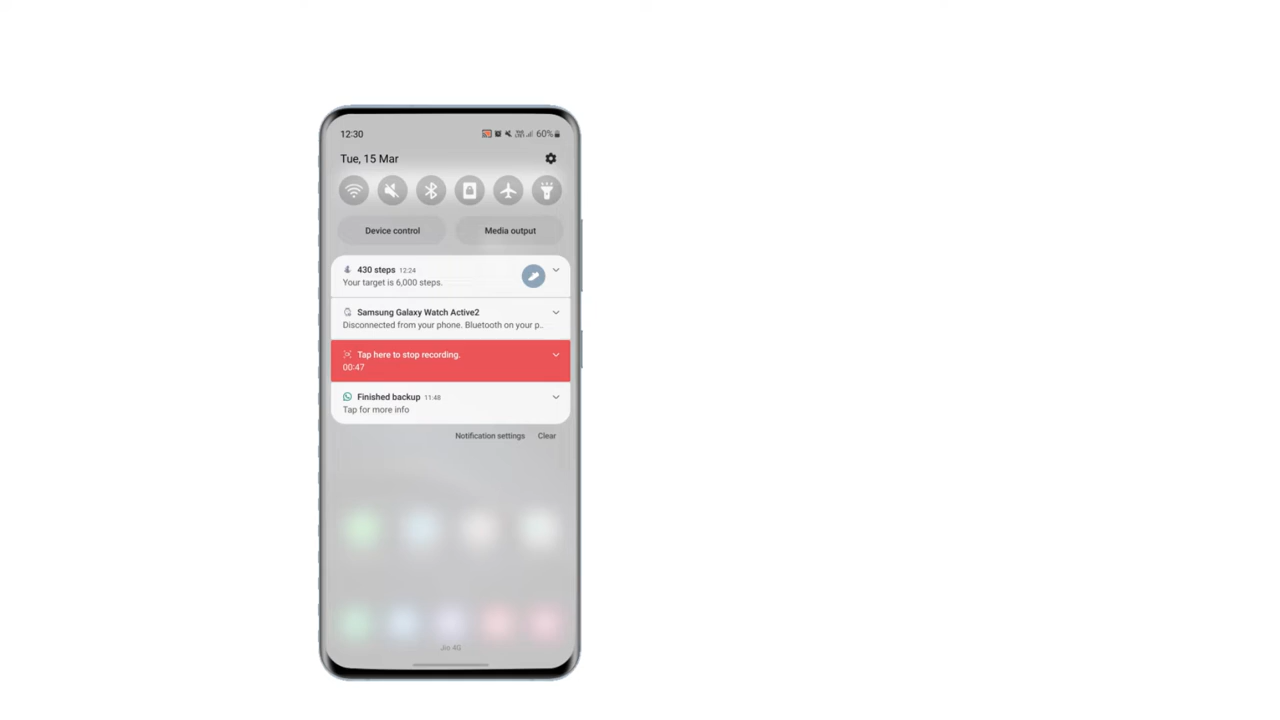 12:30
60%
Tue, 15 Mar
Device control
Media output
430 steps 12:24
Your target is 6,000 steps.
Samsung Galaxy Watch Active2
Disconnected from your phone. Bluetooth on your p..
Tap here to stop recording.
00:47
Finished backup 11:48
Tap for more info
Notification settings
Clear
Jio 4G